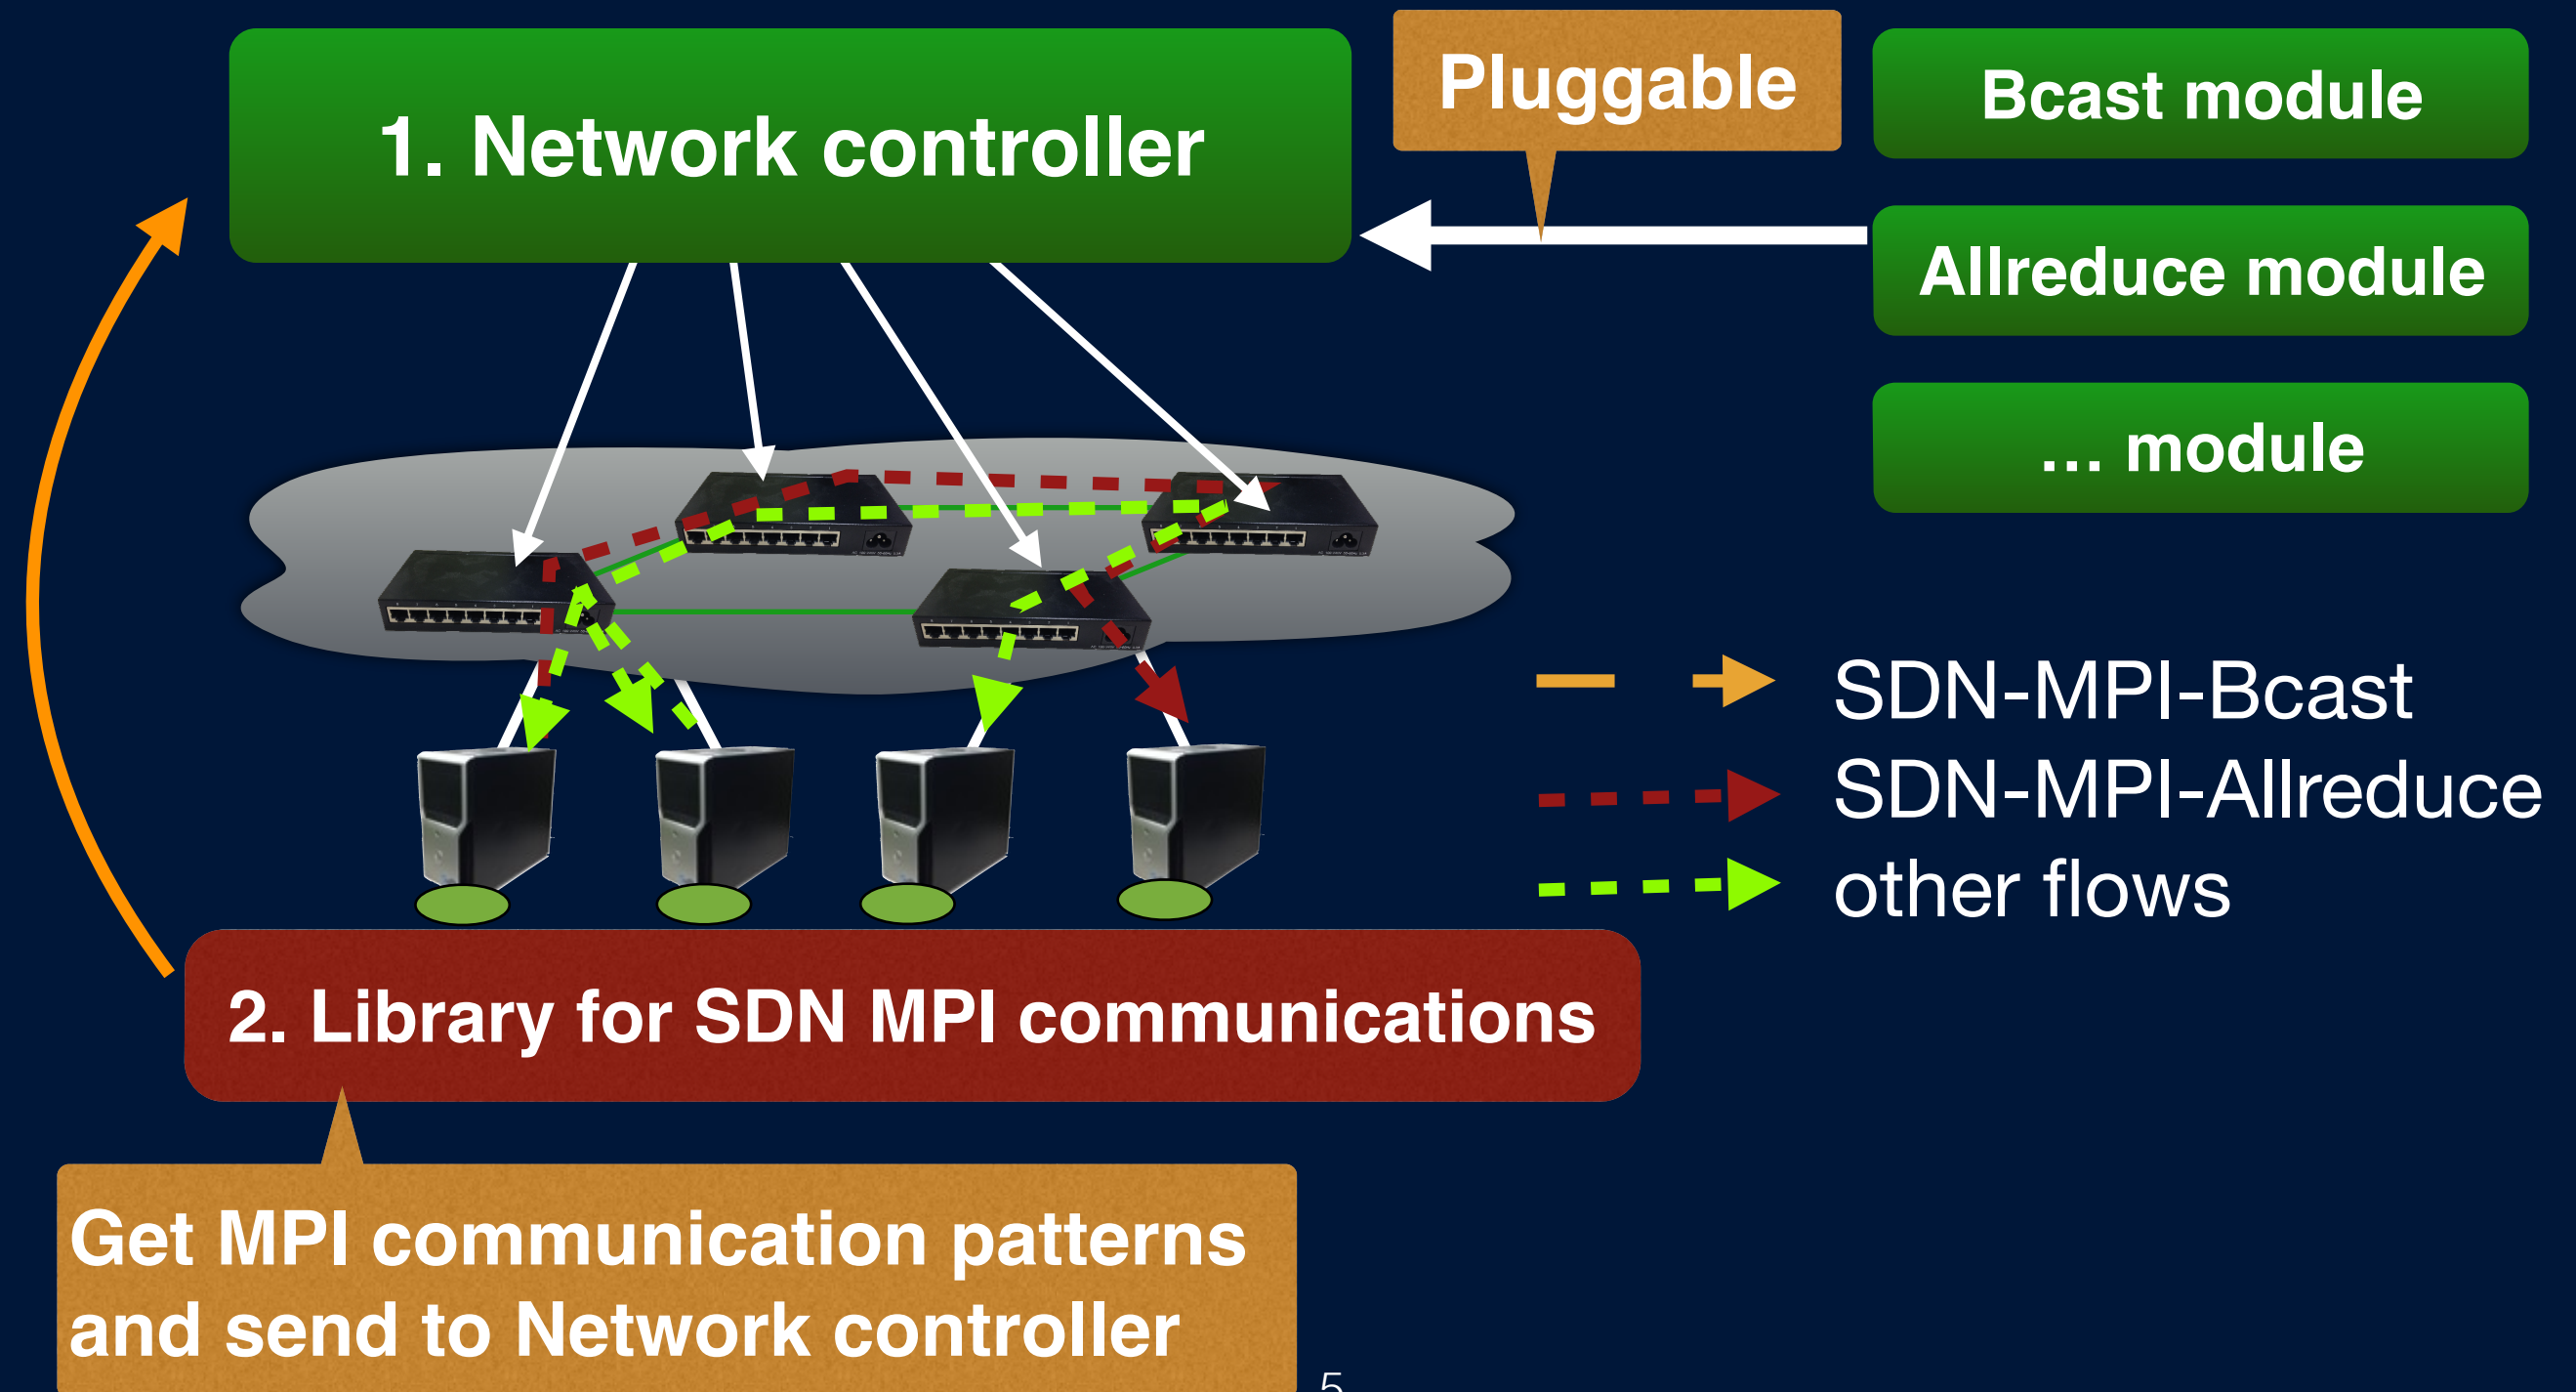 1. Network controller
Pluggable
Bcast module
Allreduce module
... module
SDN-MPI-Bcast
SDN-MPI-Allreduce
other flows
2. Library for SDN MPI communications
Get MPI communication patterns
and send to Network controller
5